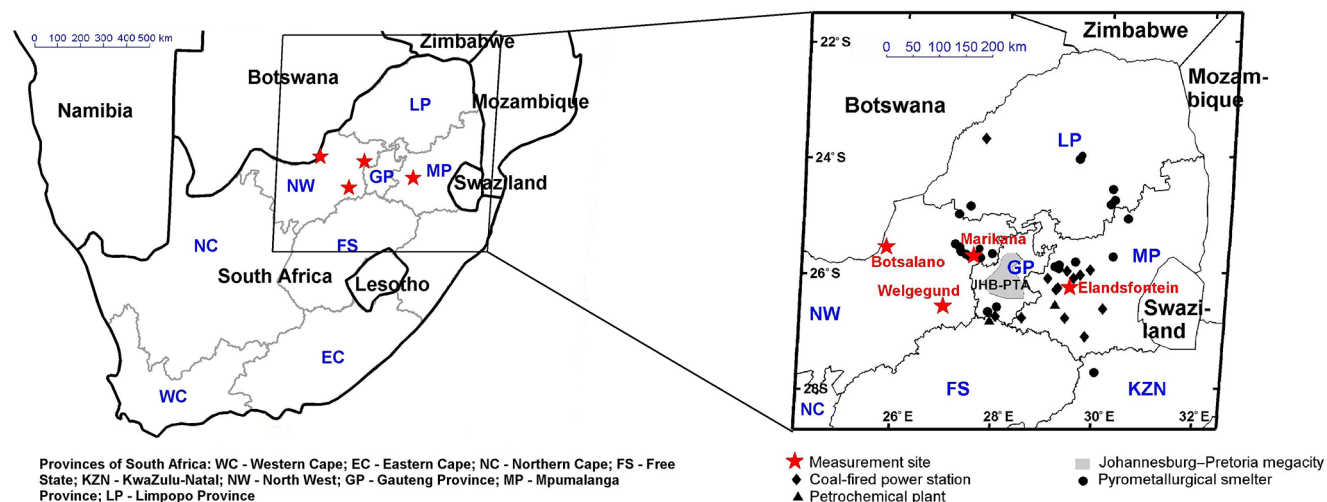 0 100 200 300 400 500 km
Zimbabwe
Botswana
Namibia
Mozambique
LP
NW
GP
MP
Swaziland
NC
FS
South Africa
Lesotho
EC
WC
Provinces of South Africa: WC - Western Cape; EC - Eastern Cape; NC - Northern Cape; FS - Free
State; KZN - KwaZulu-Natal; NW - North West; GP - Gauteng Province; MP - Mpumalanga
Province; LP - Limpopo Province
22°S
0 50 100 150 200 km
Zimbabwe
Mozam-
bique
Botswana
LP
24°S
Marikana
MP
Botsalano
GP
26°S
JHB-PTA
Elandsfontein
Welgegund
NW
Swazi-
land
28°S
FS
KZN
NC
26°E 28°E 30°E 32°E
Measurement site
Coal-fired power station
Petrochemical plant
Johannesburg–Pretoria megacity
Pyrometallurgical smelter